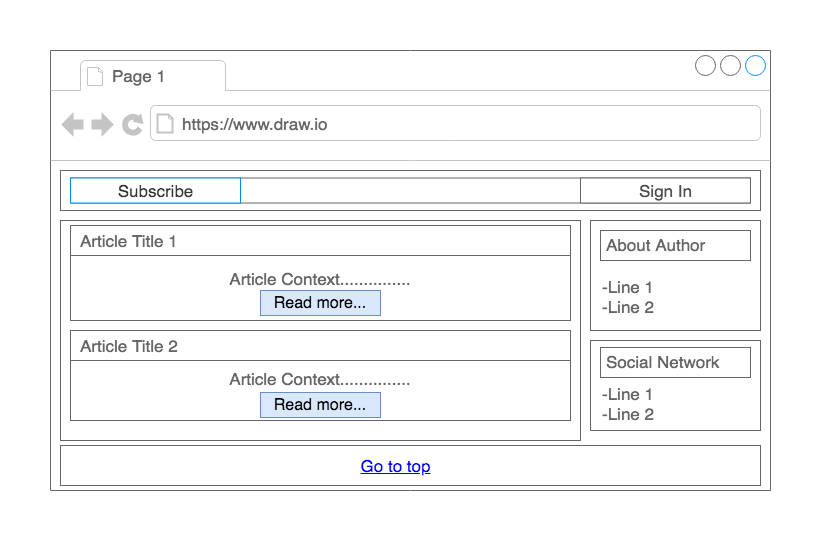 Page 1
https://www.draw.io
Subscribe
Sign In
Article Title 1
Article Context...............
Read more...
Article Title 2
Article Context...............
Read more...
About Author
-Line 1
-Line 2
Social Network
-Line 1
-Line 2
Go to top